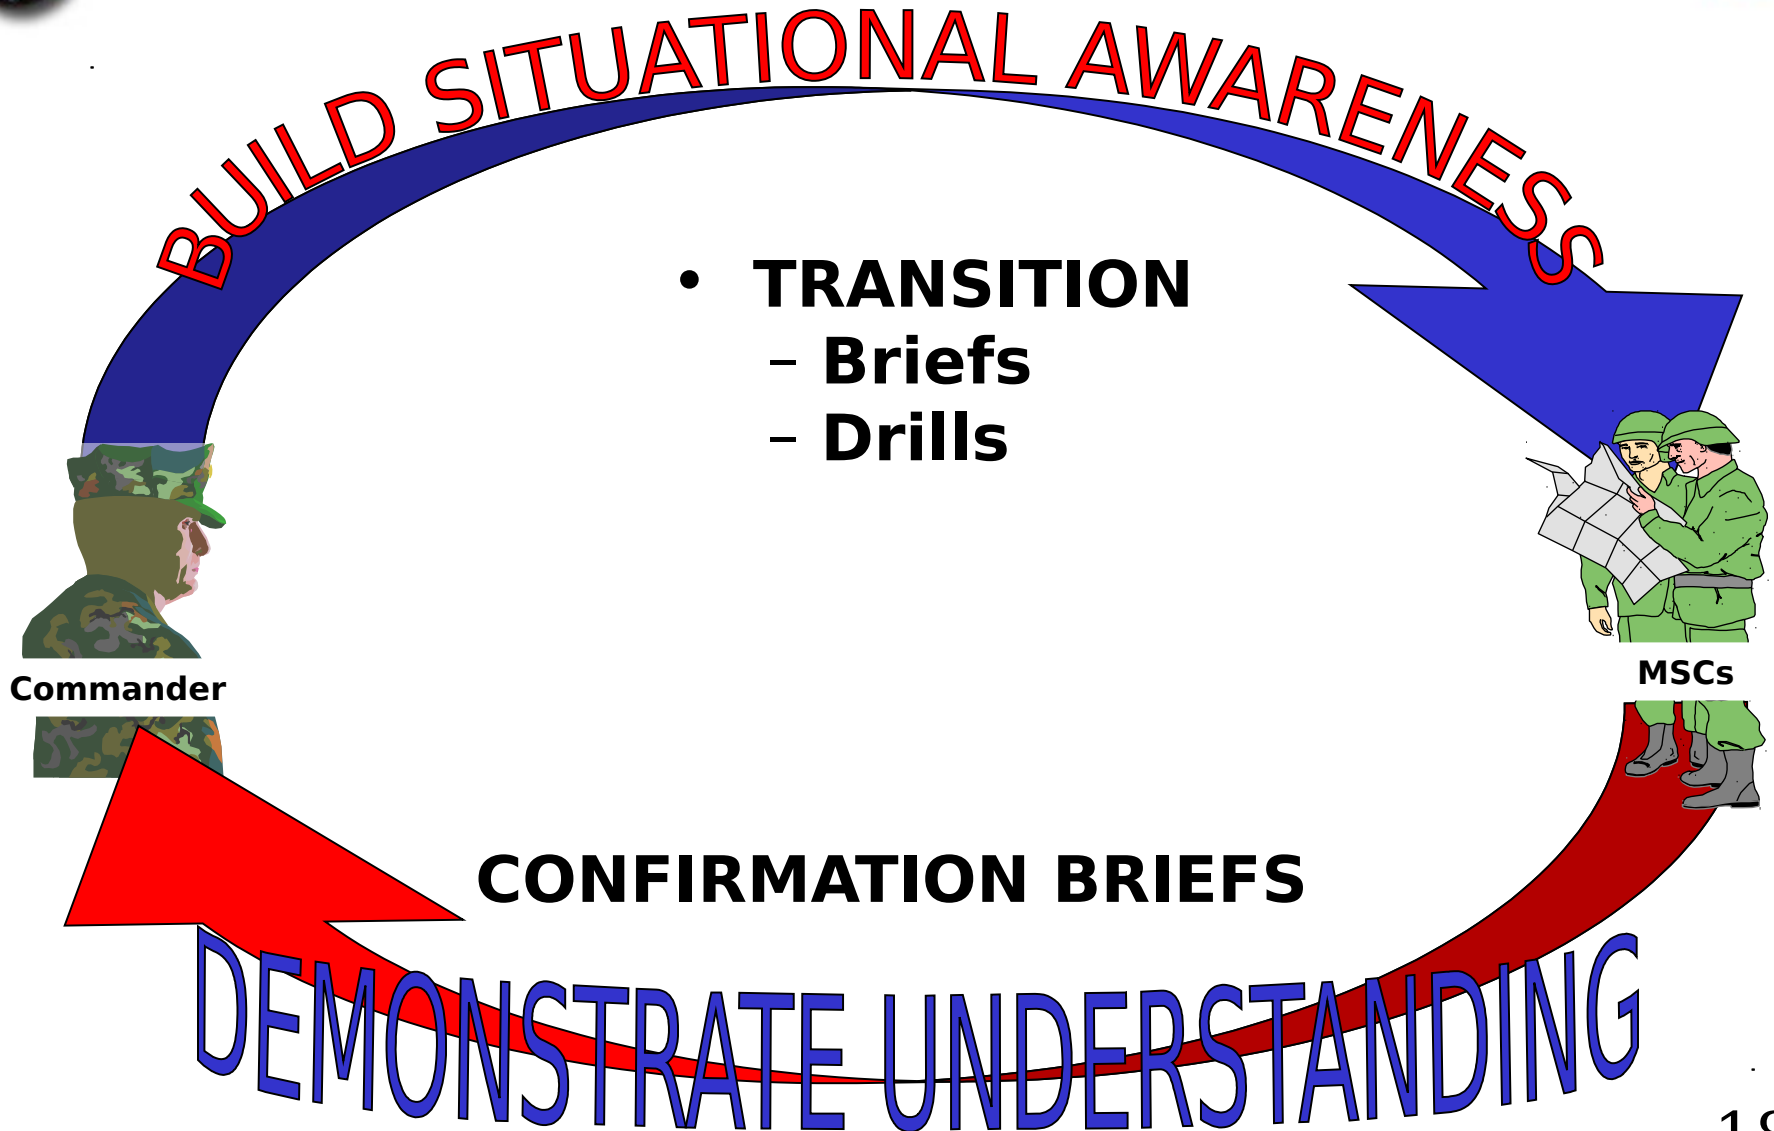 BUILD SITUATIONAL AWARENESS
• TRANSITION
– Briefs
– Drills
Commander
MSCs
CONFIRMATION BRIEFS
DEMONSTRATE UNDERSTANDING